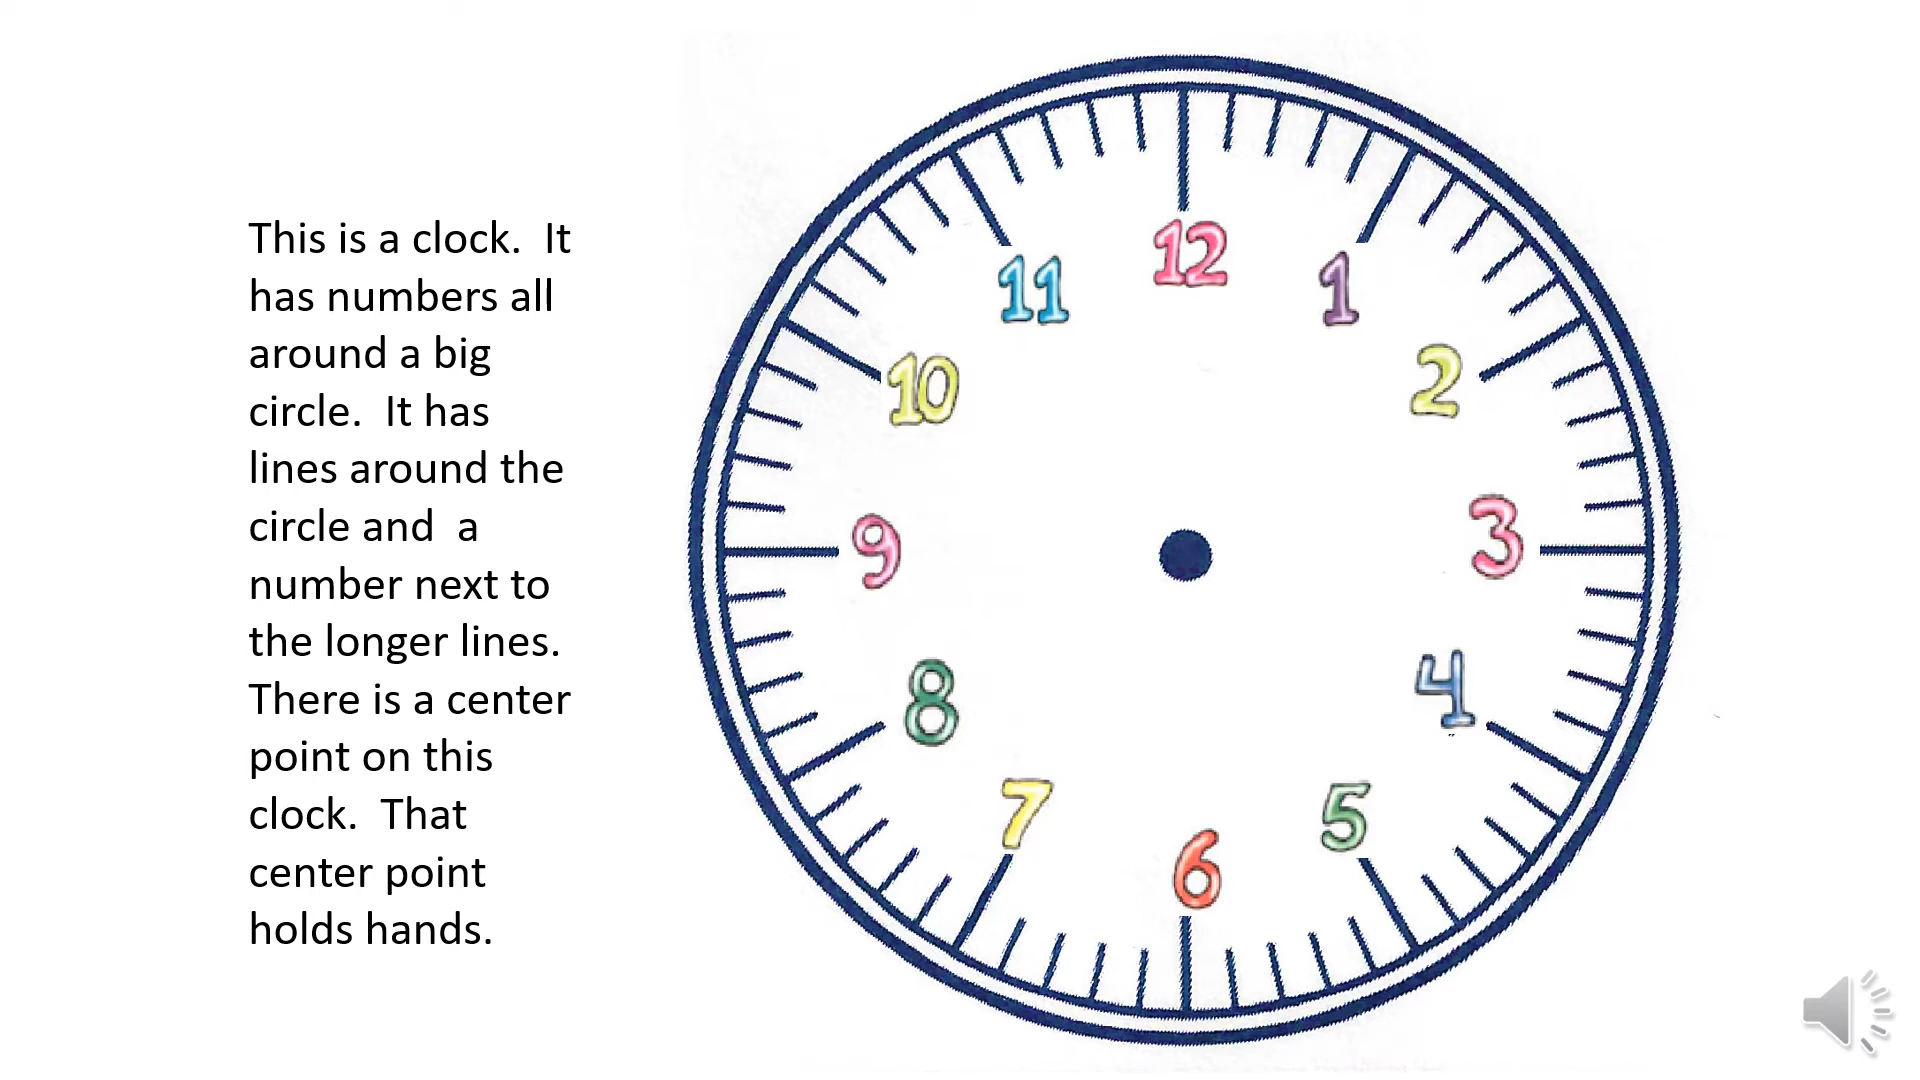 This is a clock.  It
has numbers all
around a big
circle.  It has
lines around the
circle and  a
number next to
the longer lines.
There is a center
point on this
clock.  That
center point
holds hands.
12
1
2
3
4
5
6
7
8
9
10
11